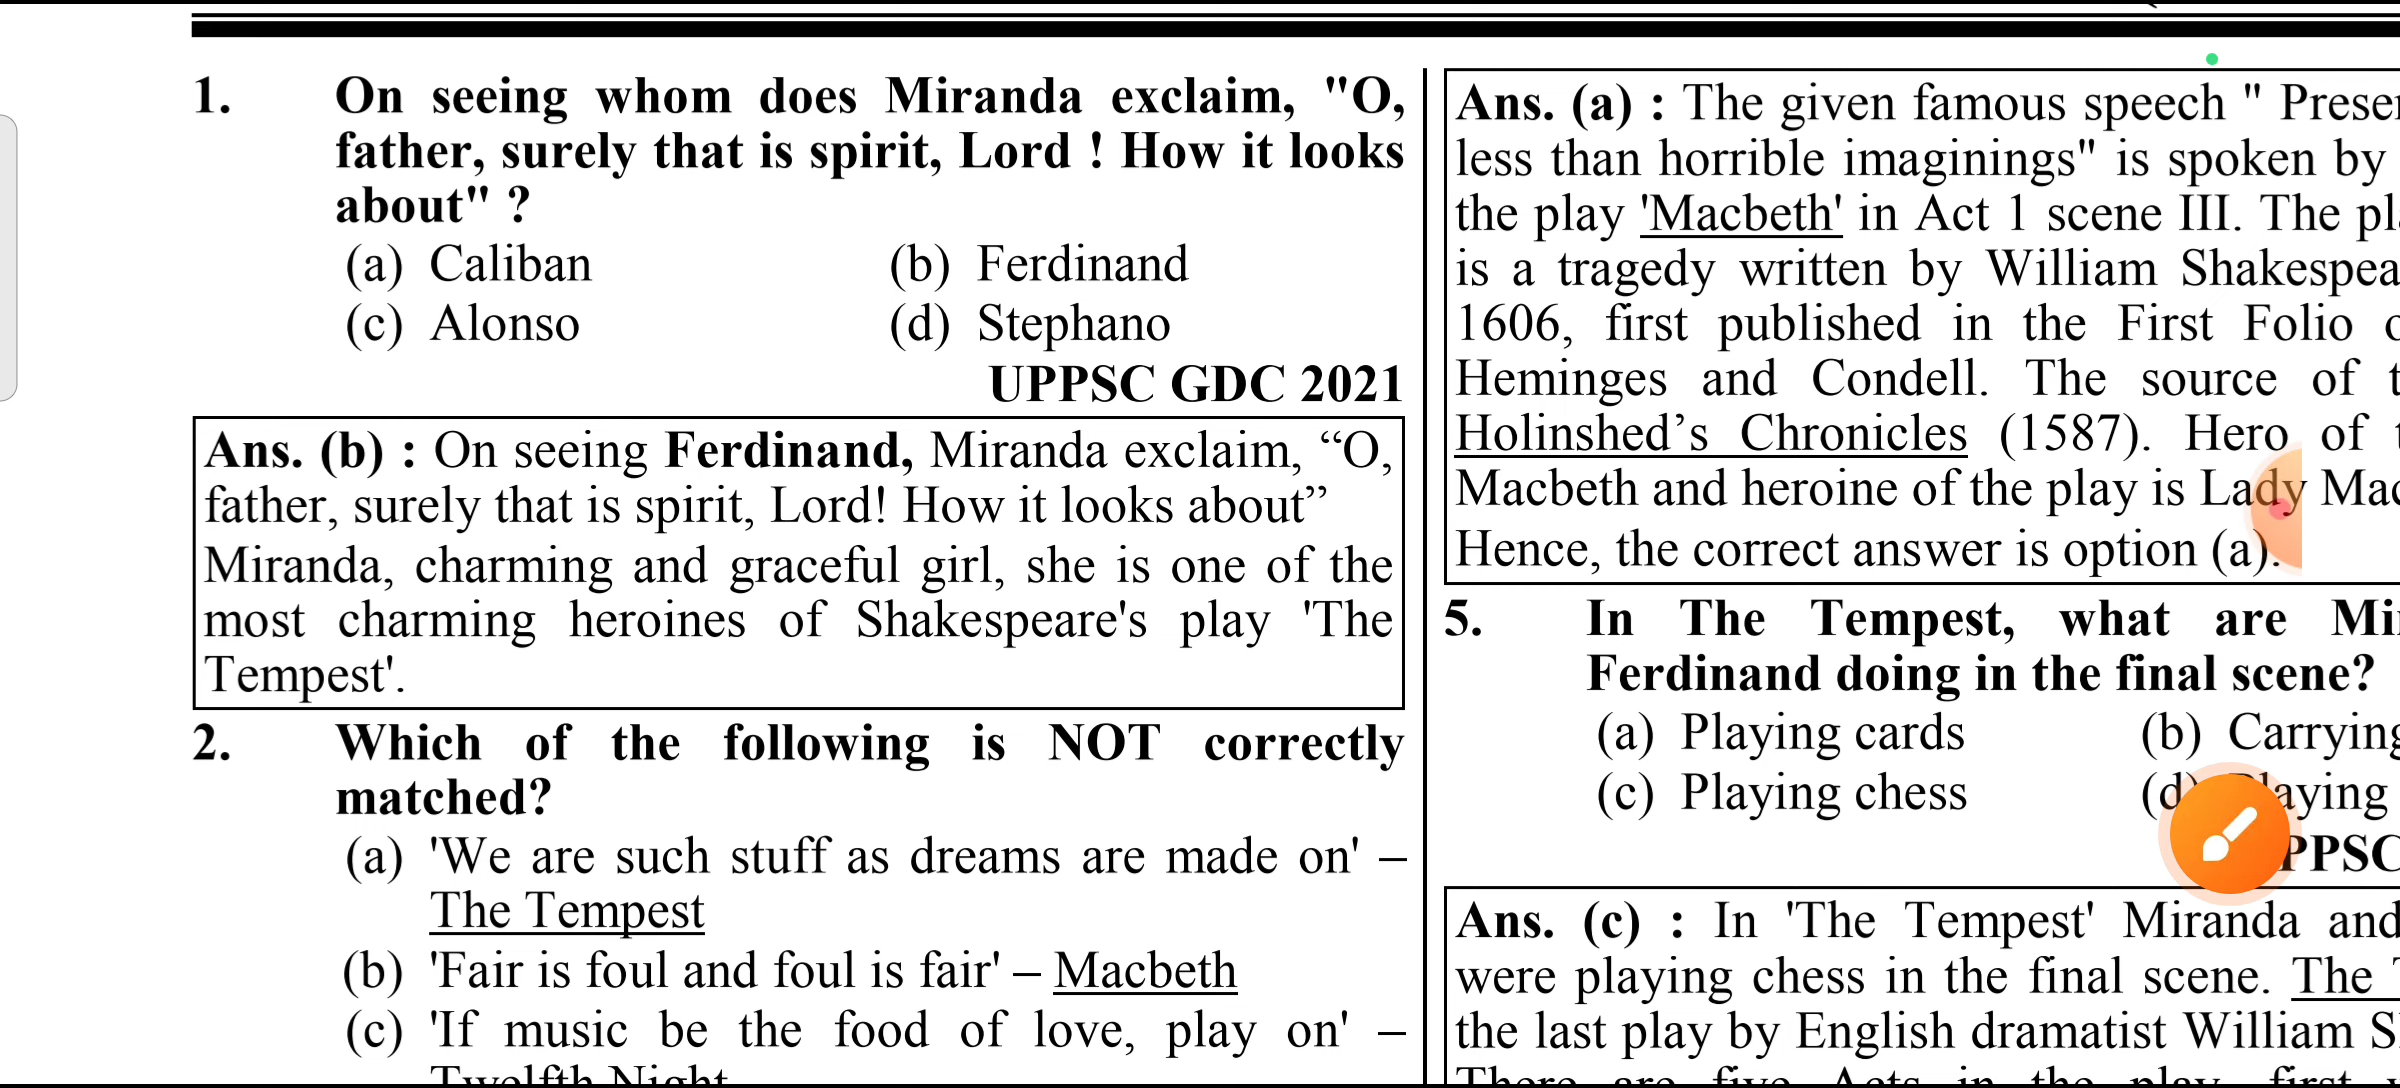 1. On seeing whom does Miranda exclaim, "O,
father, surely that is spirit, Lord ! How it looks
about" ?
(a) Caliban (b) Ferdinand
(c) Alonso (d) Stephano
UPPSC GDC 2021
Ans. (b) : On seeing Ferdinand, Miranda exclaim, “O,
father, surely that is spirit, Lord! How it looks about”
Miranda, charming and graceful girl, she is one of the
most charming heroines of Shakespeare's play 'The
Tempest'.
2. Which of the following is NOT correctly
matched?
(a) 'We are such stuff as dreams are made on' –
The Tempest
(b) 'Fair is foul and foul is fair' – Macbeth
(c) 'If music be the food of love, play on' –
Twelfth Night
Ans. (a) : The given famous speech "
less than horrible imaginings" is spoken by
the play 'Macbeth' in Act 1 scene III. The
is a tragedy written by William
1606, first published in the First Folio
Heminges and Condell. The source of
Holinshed’s Chronicles (1587). Hero of
Macbeth and heroine of the play is Lady
Hence, the correct answer is option (a).
5. In The Tempest, what are
Ferdinand doing in the final scene?
(a) Playing cards (b) Carrying
(c) Playing chess (d)
Ans. (c) : In 'The Tempest' Miranda and
were playing chess in the final scene. The
the last play by English dramatist William
There are five Acts in the play, first